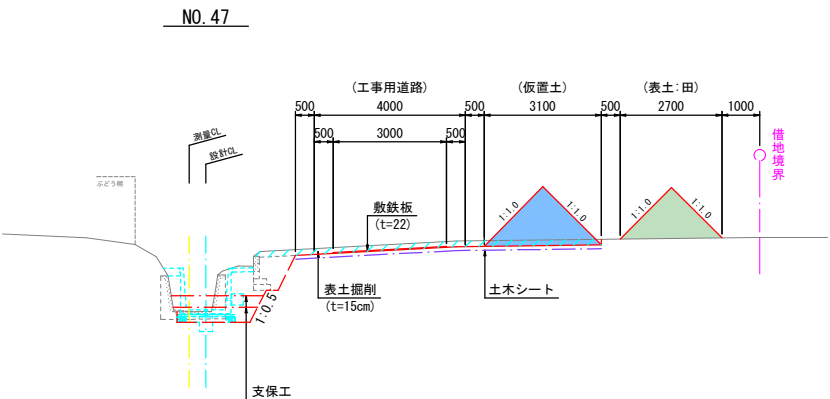 NO.47
(工事用道路) (仮置土) (表土:田)
500 4000 500 3100 500 2700 1000
500 3000 500
測量CL
設計CL
借地境界
ぶどう棚
敷鉄板
(t=22)
1:1.0 1:1.0 1:1.0 1:1.0
表土掘削
(t=15cm)
土木シート
1:0.5
支保工